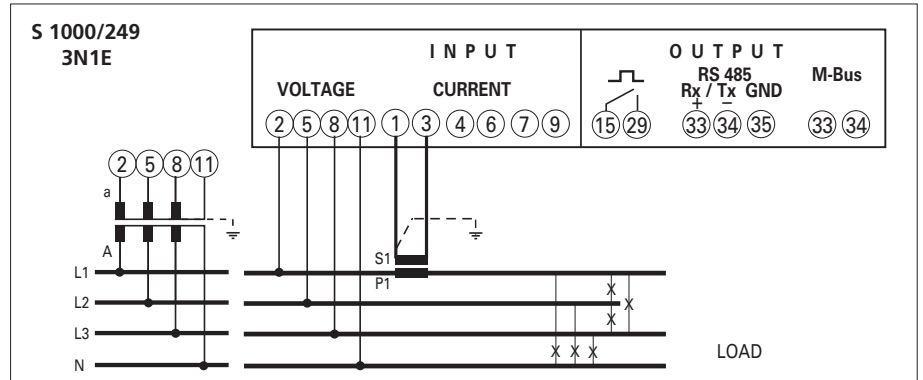 S 1000/249
3N1E
INPUT
OUTPUT
VOLTAGE
CURRENT
RS 485
Rx / Tx GND
+ −
M-Bus
2 5 8 11 1 3 4 6 7 9
15 29 33 34 35 33 34
2 5 8 11
a
A
S1
P1
L1
L2
L3
N
X
X
X
X X X
LOAD